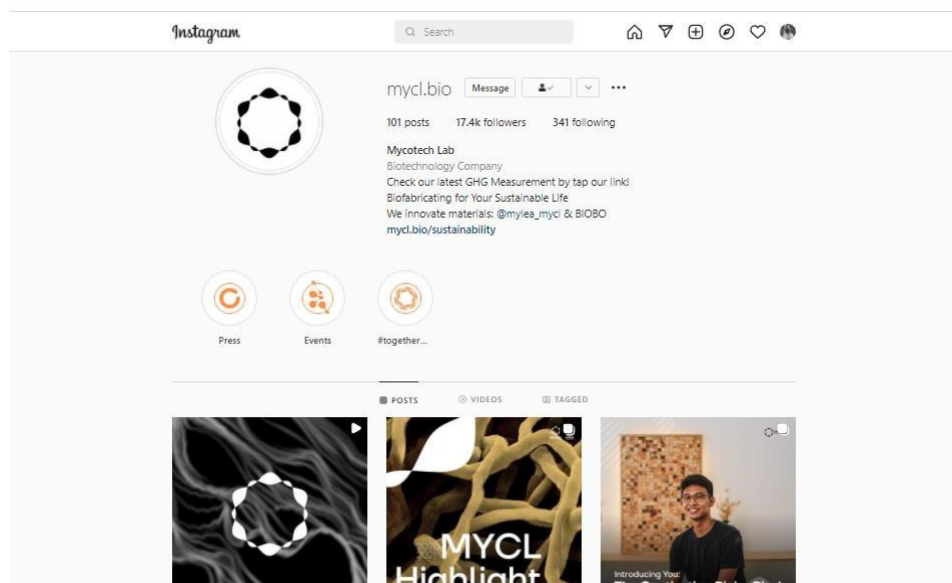 Instagram
Search
mycl.bio Message
101 posts 17.4k followers 341 following
Mycotech Lab
Biotechnology Company
Check our latest GHG Measurement by tap our link!
Biofabricating for Your Sustainable Life
We innovate materials: @mylea_mycl & BIOBO
mycl.bio/sustainability
Press Events #together...
POSTS VIDEOS TAGGED
MYCL
Highlight
Introducing You: